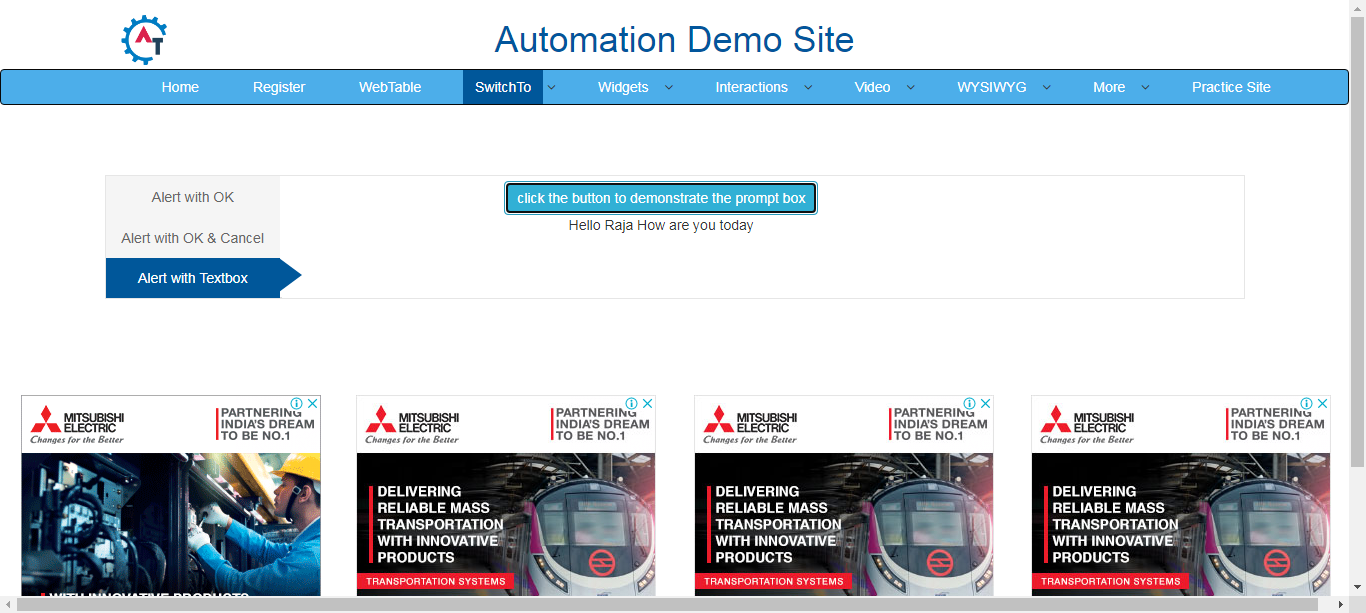 AT
Automation Demo Site
Home Register WebTable SwitchTo Widgets Interactions Video WYSIWYG More Practice Site
Alert with OK
Alert with OK & Cancel
Alert with Textbox
click the button to demonstrate the prompt box
Hello Raja How are you today
MITSUBISHI
ELECTRIC
Changes for the Better
PARTNERING
INDIA'S DREAM
TO BE NO.1
WITH INNOVATIVE PRODUCTS
MITSUBISHI
ELECTRIC
Changes for the Better
PARTNERING
INDIA'S DREAM
TO BE NO.1
DELIVERING
RELIABLE MASS
TRANSPORTATION
WITH INNOVATIVE
PRODUCTS
TRANSPORTATION SYSTEMS
MITSUBISHI
ELECTRIC
Changes for the Better
PARTNERING
INDIA'S DREAM
TO BE NO.1
DELIVERING
RELIABLE MASS
TRANSPORTATION
WITH INNOVATIVE
PRODUCTS
TRANSPORTATION SYSTEMS
MITSUBISHI
ELECTRIC
Changes for the Better
PARTNERING
INDIA'S DREAM
TO BE NO.1
DELIVERING
RELIABLE MASS
TRANSPORTATION
WITH INNOVATIVE
PRODUCTS
TRANSPORTATION SYSTEMS